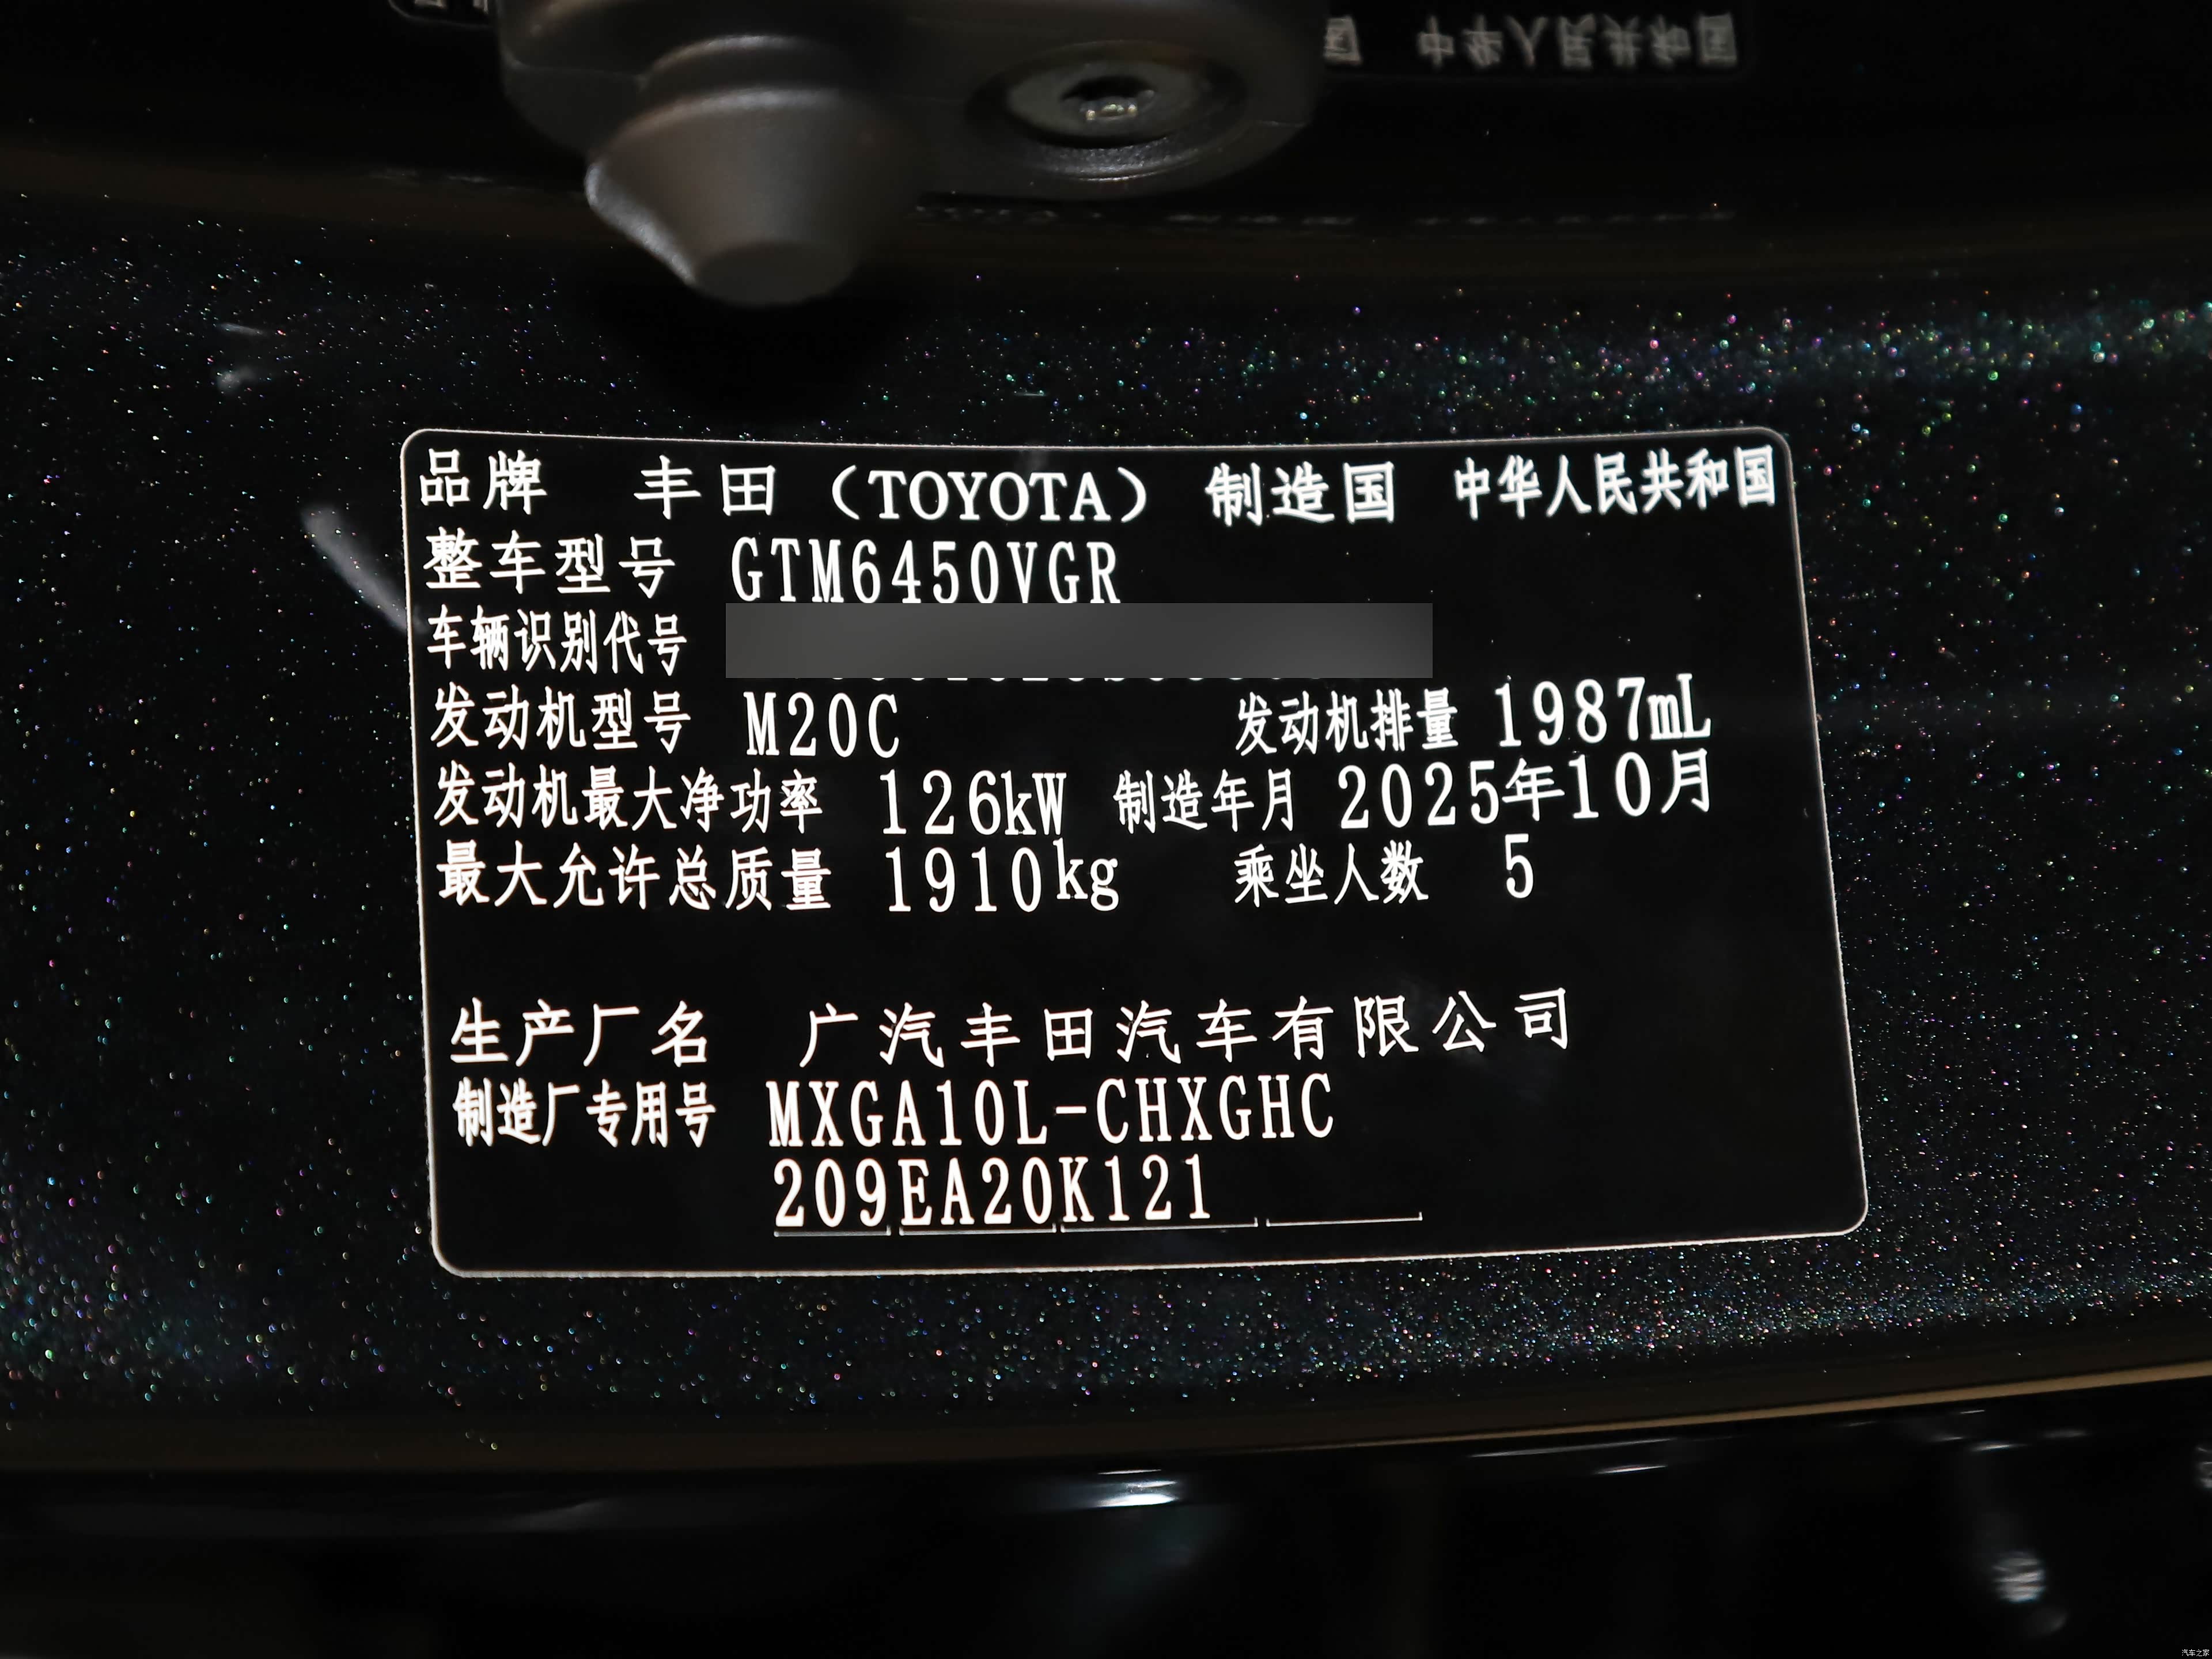 品牌 丰田（TOYOTA） 制造国 中华人民共和国
整车型号 GTM6450VGR
车辆识别代号
发动机型号 M20C 发动机排量 1987mL
发动机最大净功率 126kW 制造年月 2025年10月
最大允许总质量 1910kg 乘坐人数 5
生产厂名 广汽丰田汽车有限公司
制造厂专用号 MXGA10L-CHXGHC
209EA20K121
汽车之家